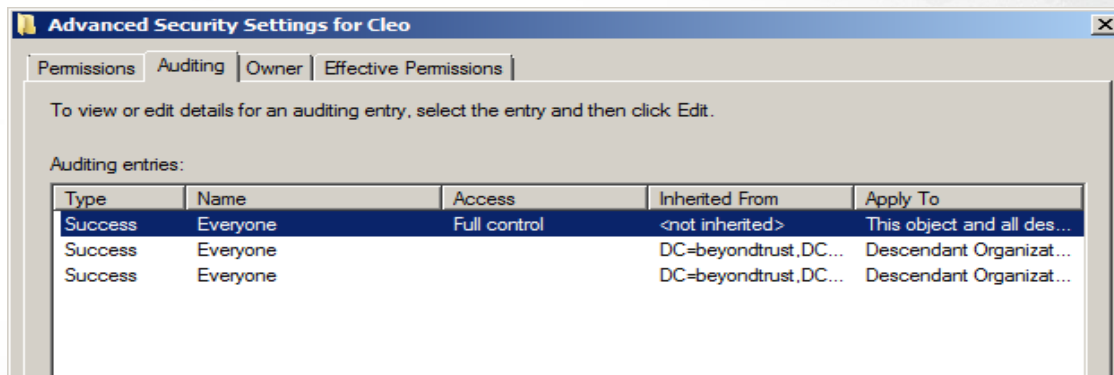 Advanced Security Settings for Cleo
Permissions Auditing Owner Effective Permissions
To view or edit details for an auditing entry, select the entry and then click Edit.
Auditing entries:
Type Name Access Inherited From Apply To
Success Everyone Full control <not inherited> This object and all des...
Success Everyone DC=beyondtrust,DC... Descendant Organizat...
Success Everyone DC=beyondtrust,DC... Descendant Organizat...